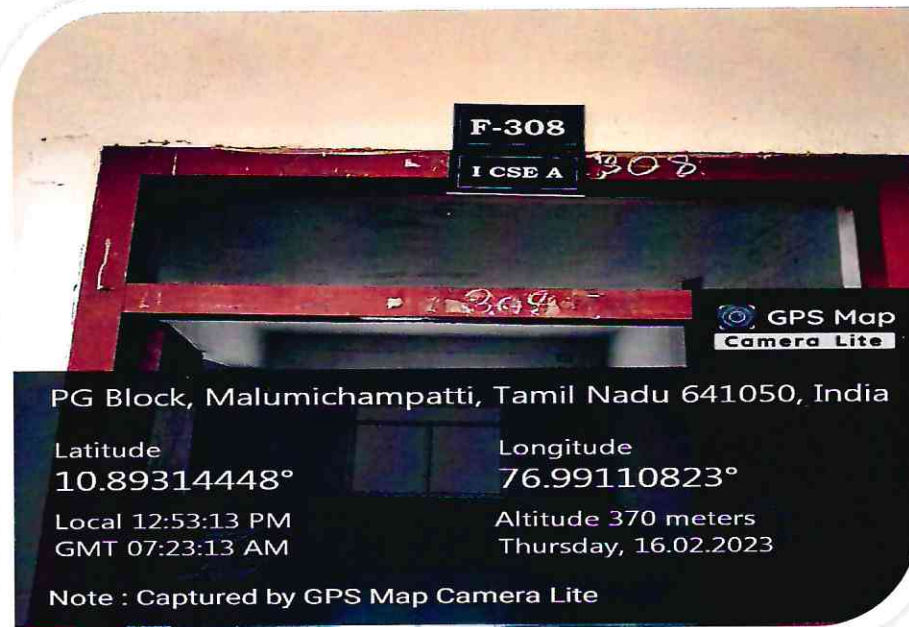 F-308
I CSE A
308
GPS Map
Camera Lite
PG Block, Malumichampatti, Tamil Nadu 641050, India
Latitude
10.89314448°
Longitude
76.99110823°
Local 12:53:13 PM
GMT 07:23:13 AM
Altitude 370 meters
Thursday, 16.02.2023
Note : Captured by GPS Map Camera Lite